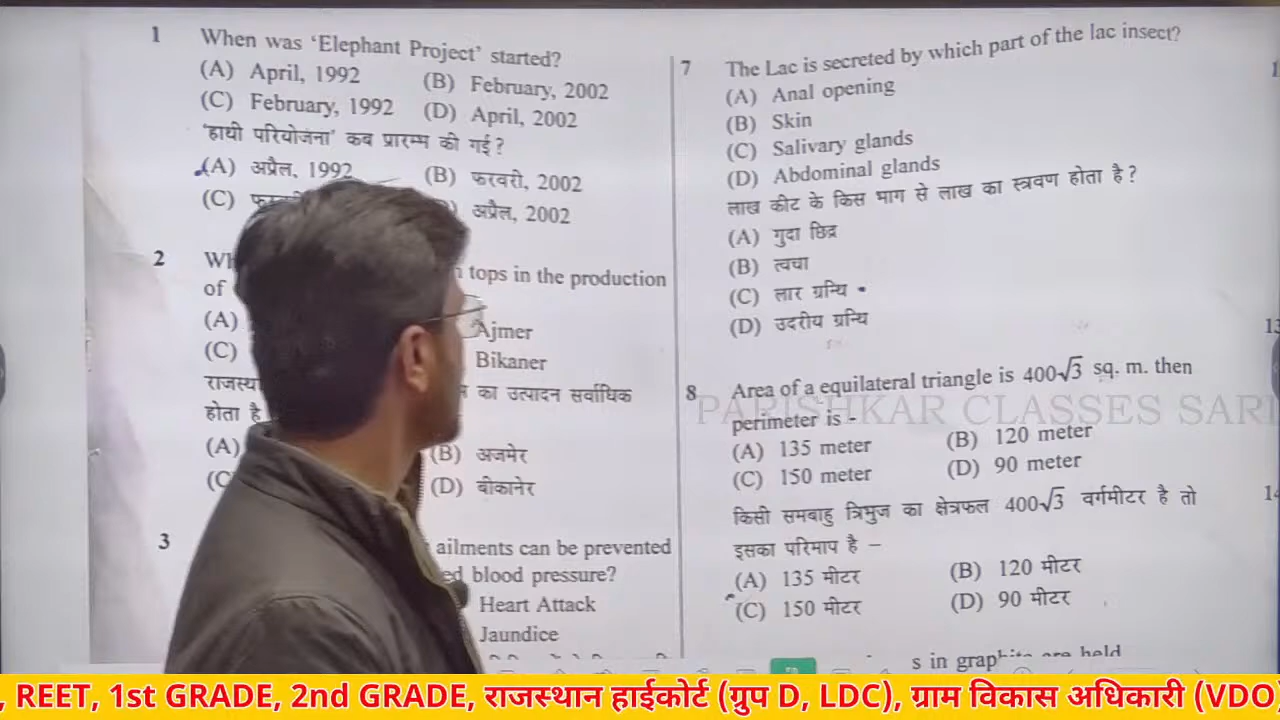 1 When was ‘Elephant Project’ started?
(A) April, 1992 (B) February, 2002
(C) February, 1992 (D) April, 2002
‘हाथी परियोजना’ कब प्रारम्भ की गई ?
(A) अप्रैल, 1992 (B) फरवरी, 2002
(C) अप्रैल, 2002
2 tops in the production
of
(A) Ajmer
(C) Bikaner
का उत्पादन सर्वाधिक
होता है
(A) (B) अजमेर
(D) बीकानेर
3 ailments can be prevented
blood pressure?
Heart Attack
Jaundice
7 The Lac is secreted by which part of the lac insect?
(A) Anal opening
(B) Skin
(C) Salivary glands
(D) Abdominal glands
लाख कीट के किस भाग से लाख का स्त्रवण होता है ?
(A) गुदा छिद्र
(B) त्वचा
(C) लार ग्रन्थि
(D) उदरीय ग्रन्थि
8 Area of a equilateral triangle is 400√3 sq. m. then
PARISHKAR CLASSES
perimeter is -
(A) 135 meter (B) 120 meter
(C) 150 meter (D) 90 meter
किसी समबाहु त्रिभुज का क्षेत्रफल 400√3 वर्गमीटर है तो
इसका परिमाप है –
(A) 135 मीटर (B) 120 मीटर
(C) 150 मीटर (D) 90 मीटर
s in graphite are held
, REET, 1st GRADE, 2nd GRADE, राजस्थान हाईकोर्ट (ग्रुप D, LDC), ग्राम विकास अधिकारी (VDO)